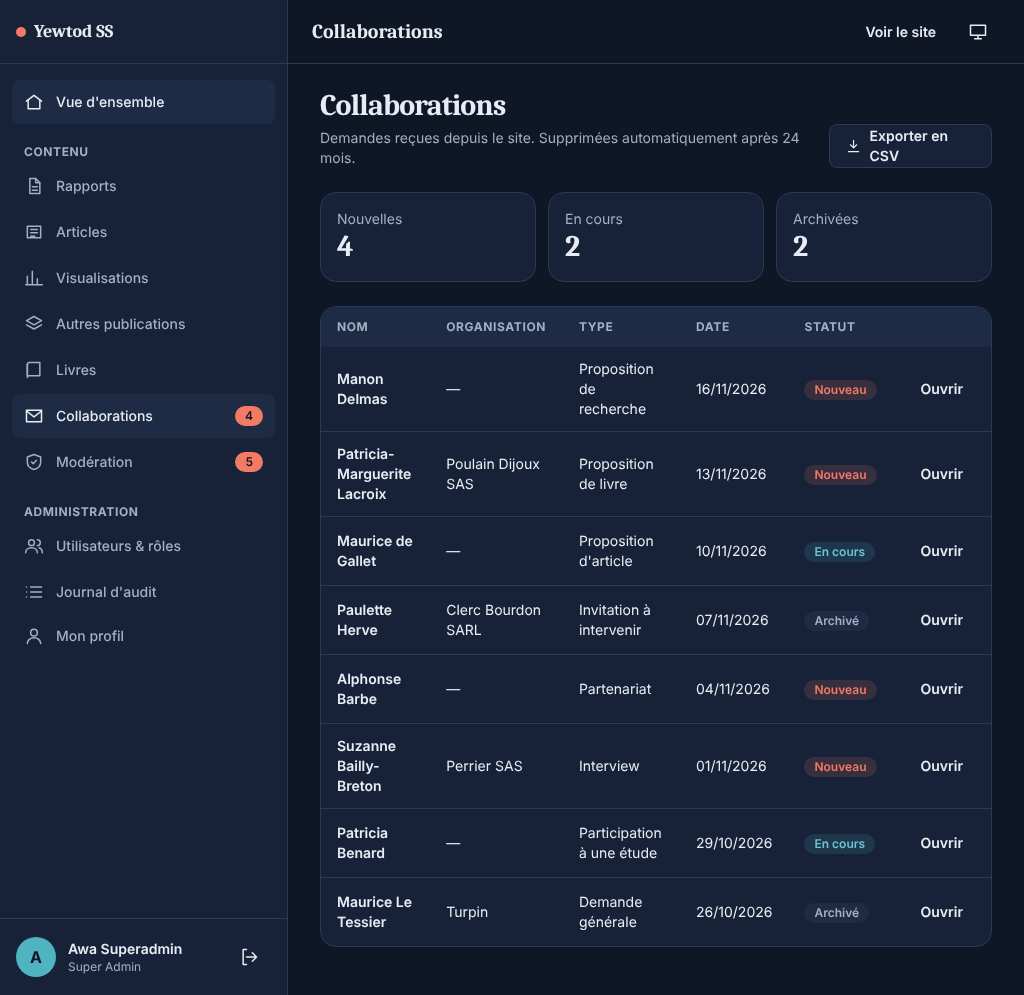 Yewtod SS
Vue d'ensemble
CONTENU
Rapports
Articles
Visualisations
Autres publications
Livres
Collaborations 4
Modération 5
ADMINISTRATION
Utilisateurs & rôles
Journal d'audit
Mon profil
A
Awa Superadmin
Super Admin
Collaborations
Voir le site
Collaborations
Demandes reçues depuis le site. Supprimées automatiquement après 24
mois.
Exporter en
CSV
Nouvelles
4
En cours
2
Archivées
2
NOM ORGANISATION TYPE DATE STATUT
Manon
Delmas
—
Proposition
de
recherche
16/11/2026
Nouveau
Ouvrir
Patricia-
Marguerite
Lacroix
Poulain Dijoux
SAS
Proposition
de livre
13/11/2026
Nouveau
Ouvrir
Maurice de
Gallet
—
Proposition
d'article
10/11/2026
En cours
Ouvrir
Paulette
Herve
Clerc Bourdon
SARL
Invitation à
intervenir
07/11/2026
Archivé
Ouvrir
Alphonse
Barbe
—
Partenariat
04/11/2026
Nouveau
Ouvrir
Suzanne
Bailly-
Breton
Perrier SAS
Interview
01/11/2026
Nouveau
Ouvrir
Patricia
Benard
—
Participation
à une étude
29/10/2026
En cours
Ouvrir
Maurice Le
Tessier
Turpin
Demande
générale
26/10/2026
Archivé
Ouvrir